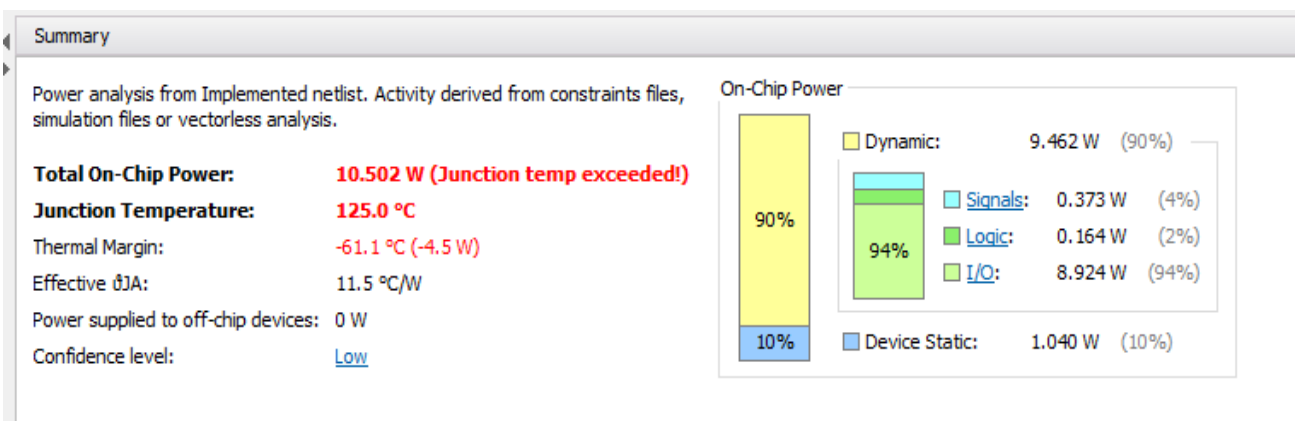 Summary
Power analysis from Implemented netlist. Activity derived from constraints files,
simulation files or vectorless analysis.
Total On-Chip Power: 10.502 W (Junction temp exceeded!)
Junction Temperature: 125.0 °C
Thermal Margin: -61.1 °C (-4.5 W)
Effective ϑJA: 11.5 °C/W
Power supplied to off-chip devices: 0 W
Confidence level: Low
On-Chip Power
90%
10%
Dynamic: 9.462 W (90%)
94%
Signals: 0.373 W (4%)
Logic: 0.164 W (2%)
I/O: 8.924 W (94%)
Device Static: 1.040 W (10%)